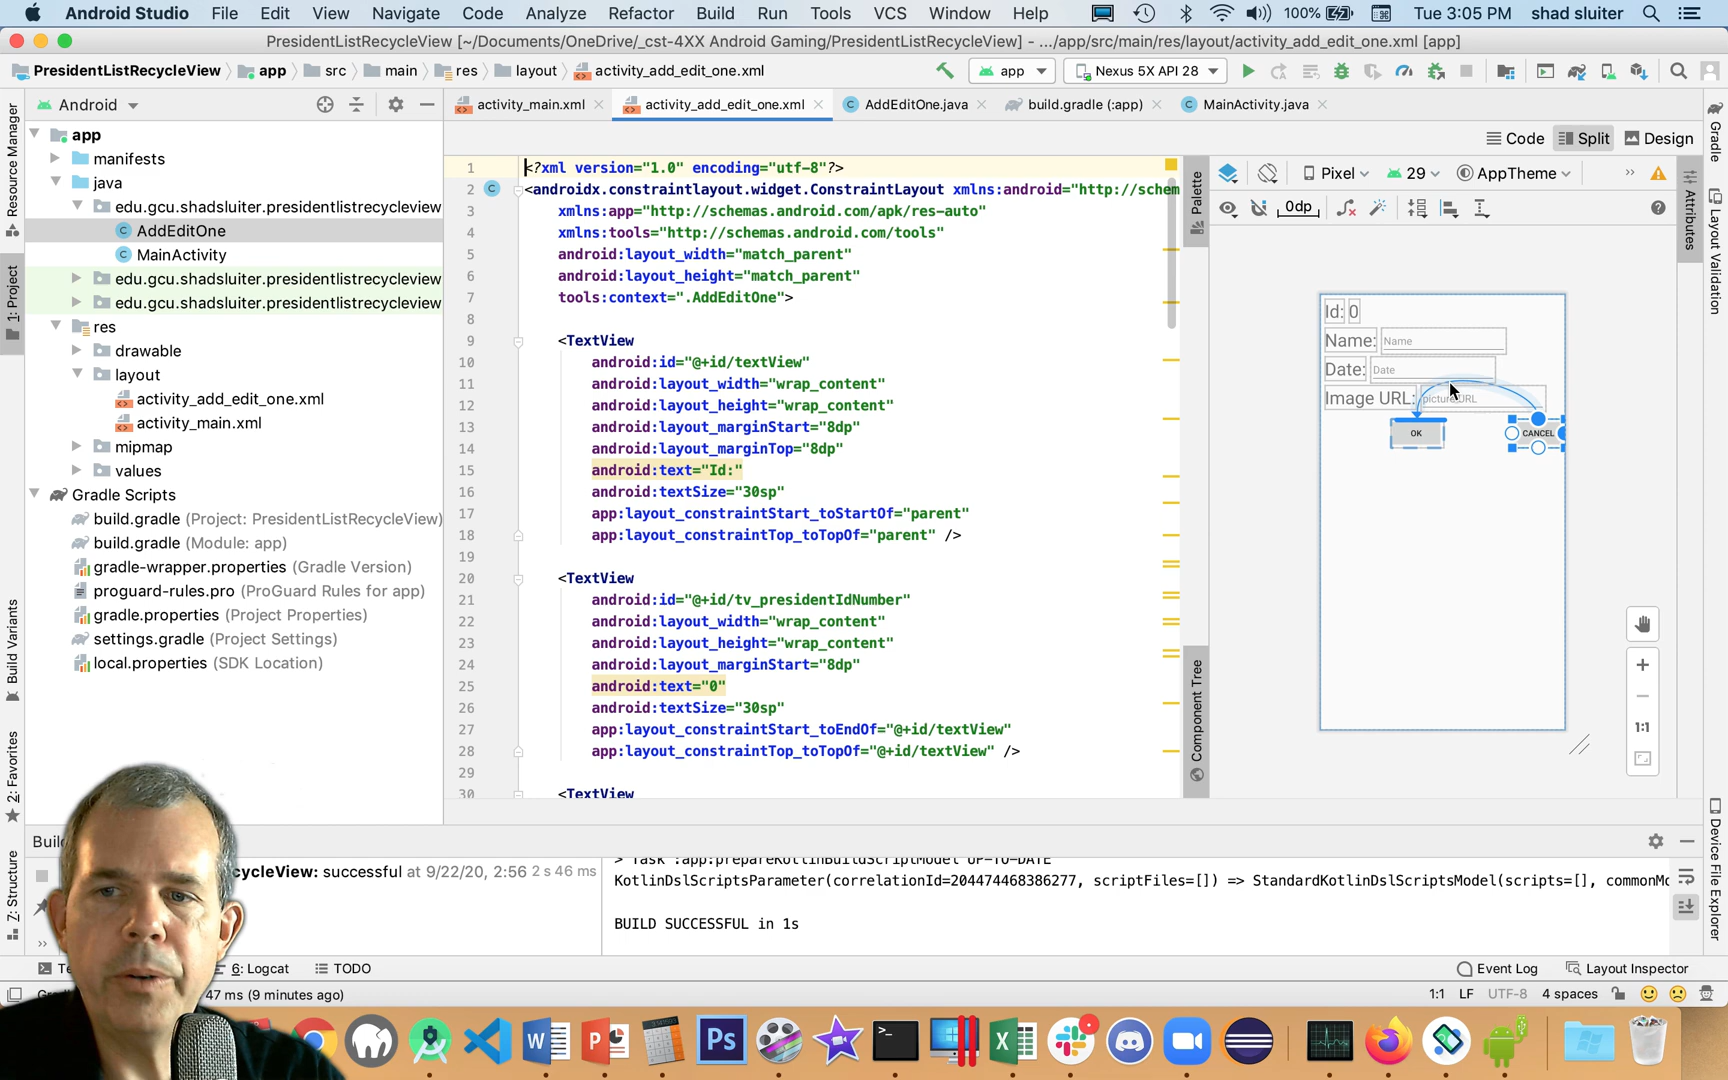 Android Studio File Edit View Navigate Code Analyze Refactor Build Run Tools VCS Window Help 100% Tue 3:05 PM shad sluiter
PresidentListRecycleView [~/Documents/OneDrive/_cst-4XX Android Gaming/PresidentListRecycleView] - .../app/src/main/res/layout/activity_add_edit_one.xml [app]
PresidentListRecycleView app src main res layout activity_add_edit_one.xml app Nexus 5X API 28
Android
activity_main.xml activity_add_edit_one.xml AddEditOne.java build.gradle (:app) MainActivity.java
Code Split Design
Resource Manager
1: Project
Build Variants
2: Favorites
Z: Structure
app
manifests
java
edu.gcu.shadsluiter.presidentlistrecycleview
AddEditOne
MainActivity
edu.gcu.shadsluiter.presidentlistrecycleview
edu.gcu.shadsluiter.presidentlistrecycleview
res
drawable
layout
activity_add_edit_one.xml
activity_main.xml
mipmap
values
Gradle Scripts
build.gradle (Project: PresidentListRecycleView)
build.gradle (Module: app)
gradle-wrapper.properties (Gradle Version)
proguard-rules.pro (ProGuard Rules for app)
gradle.properties (Project Properties)
settings.gradle (Project Settings)
local.properties (SDK Location)
1 <?xml version="1.0" encoding="utf-8"?>
2 <androidx.constraintlayout.widget.ConstraintLayout xmlns:android="http://schem
3 xmlns:app="http://schemas.android.com/apk/res-auto"
4 xmlns:tools="http://schemas.android.com/tools"
5 android:layout_width="match_parent"
6 android:layout_height="match_parent"
7 tools:context=".AddEditOne">
8
9 <TextView
10 android:id="@+id/textView"
11 android:layout_width="wrap_content"
12 android:layout_height="wrap_content"
13 android:layout_marginStart="8dp"
14 android:layout_marginTop="8dp"
15 android:text="Id:"
16 android:textSize="30sp"
17 app:layout_constraintStart_toStartOf="parent"
18 app:layout_constraintTop_toTopOf="parent" />
19
20 <TextView
21 android:id="@+id/tv_presidentIdNumber"
22 android:layout_width="wrap_content"
23 android:layout_height="wrap_content"
24 android:layout_marginStart="8dp"
25 android:text="0"
26 android:textSize="30sp"
27 app:layout_constraintStart_toEndOf="@+id/textView"
28 app:layout_constraintTop_toTopOf="@+id/textView" />
29
30 <TextView
Palette
Component Tree
Pixel 29 AppTheme
0dp
Id: 0
Name: Name
Date: Date
Image URL: picture URL
OK CANCEL
1:1
Attributes
Gradle
Layout Validation
Device File Explorer
Buil
cycleView: successful at 9/22/20, 2:56 2 s 46 ms
> Task :app:prepareKotlinBuildScriptModel UP-TO-DATE
KotlinDslScriptsParameter(correlationId=204474468386277, scriptFiles=[]) => StandardKotlinDslScriptsModel(scripts=[], commonMo
BUILD SUCCESSFUL in 1s
Te 6: Logcat TODO Event Log Layout Inspector
Gra 47 ms (9 minutes ago) 1:1 LF UTF-8 4 spaces